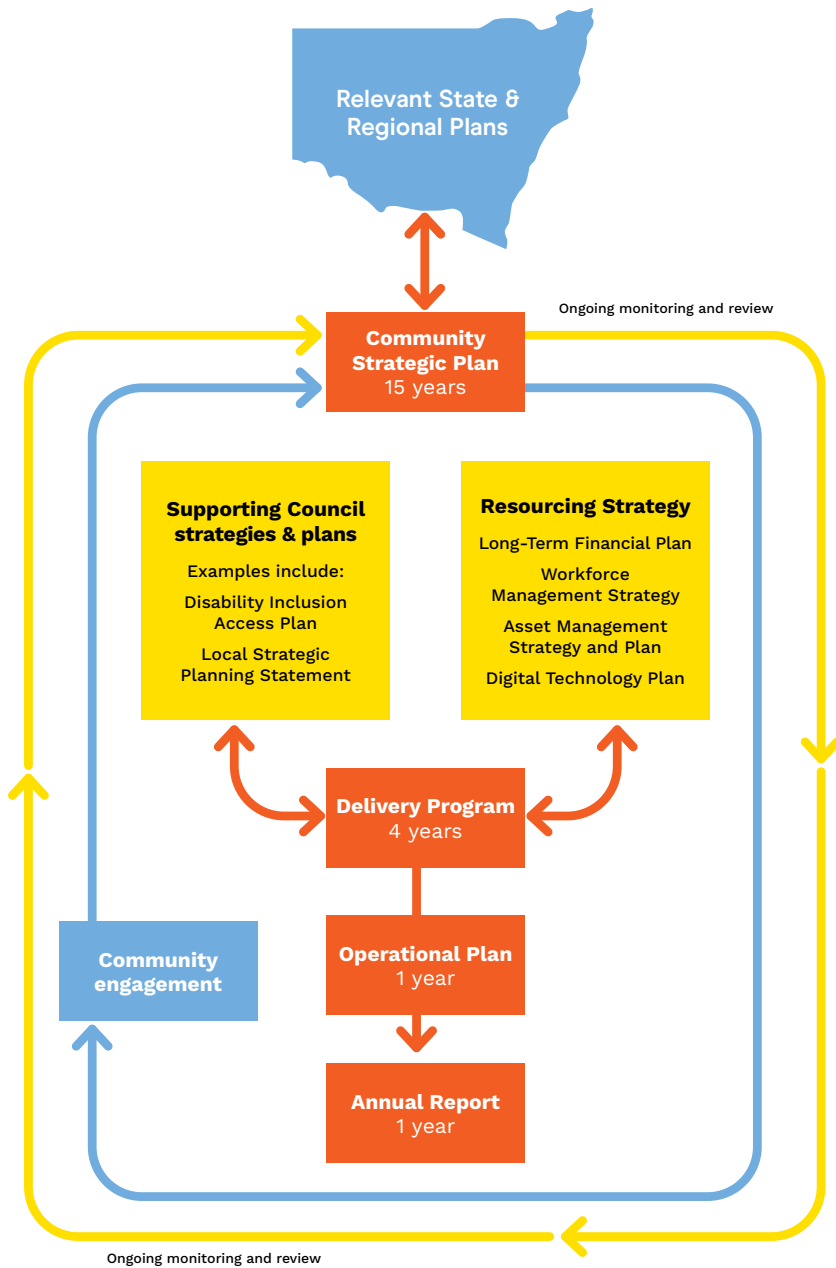 Relevant State &
Regional Plans
Ongoing monitoring and review
Community
Strategic Plan
15 years
Supporting Council
strategies & plans
Examples include:
Disability Inclusion
Access Plan
Local Strategic
Planning Statement
Resourcing Strategy
Long-Term Financial Plan
Workforce
Management Strategy
Asset Management
Strategy and Plan
Digital Technology Plan
Delivery Program
4 years
Community
engagement
Operational Plan
1 year
Annual Report
1 year
Ongoing monitoring and review